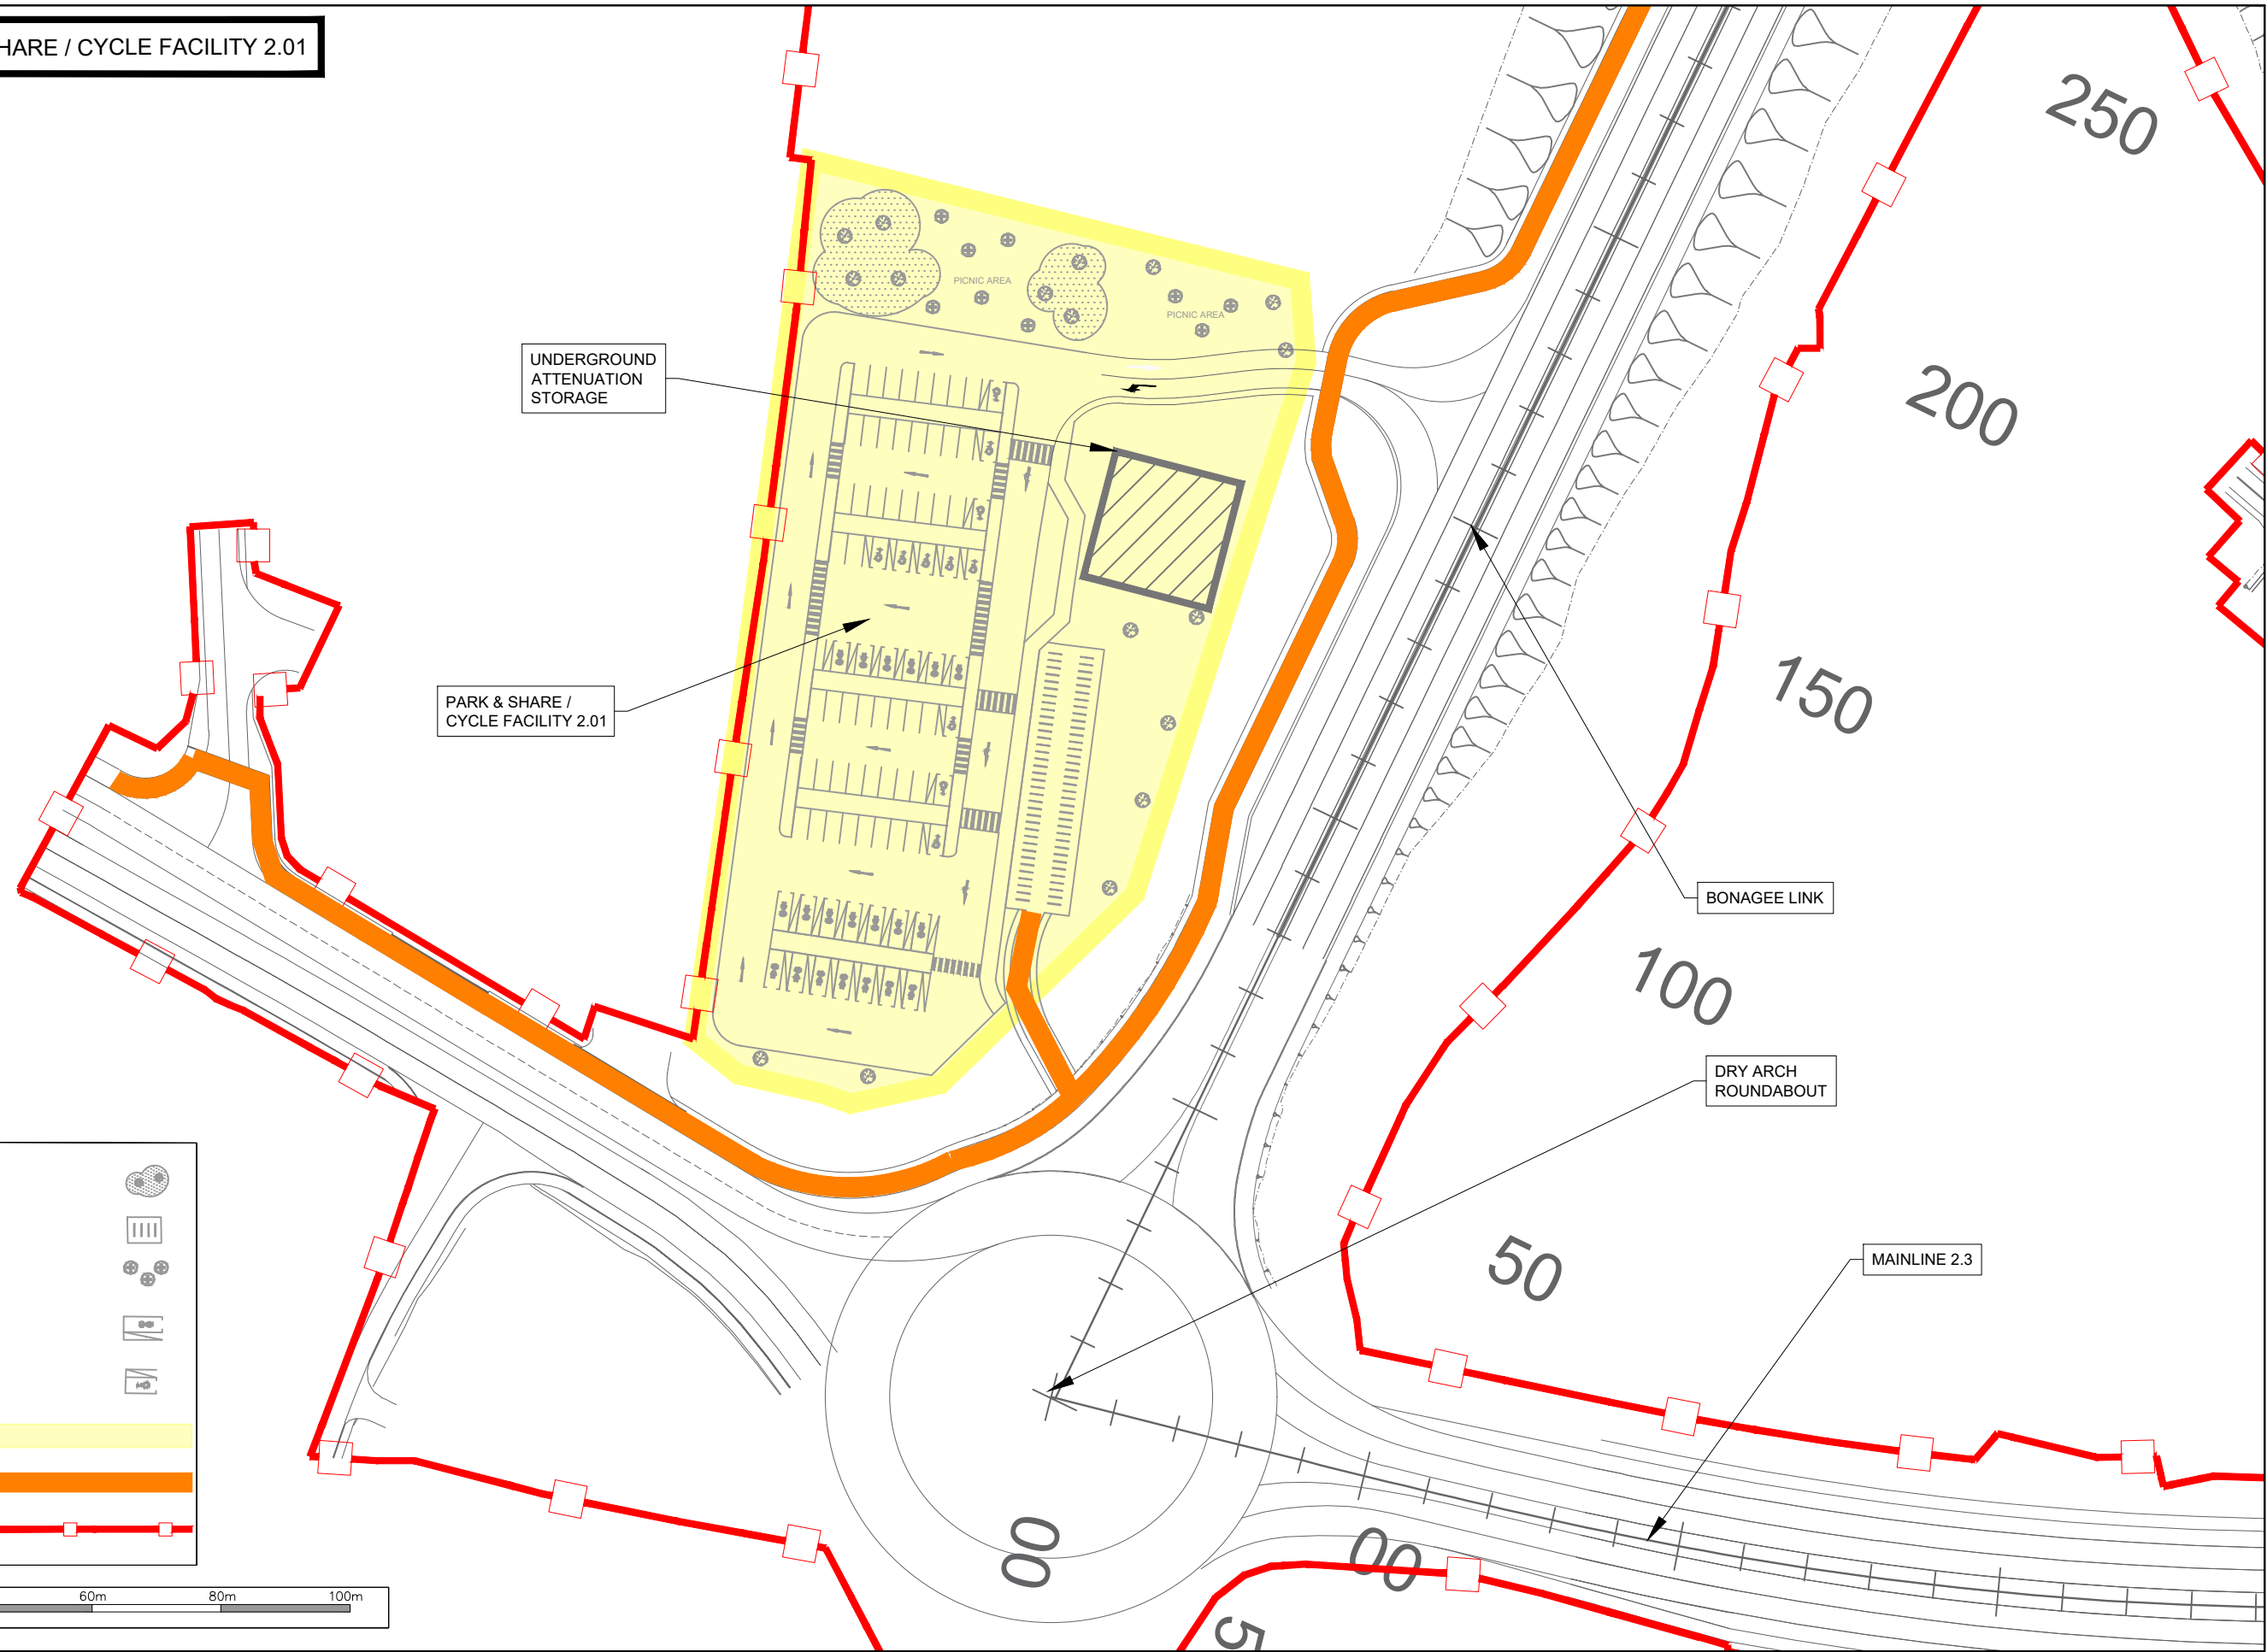 HARE / CYCLE FACILITY 2.01
250
PICNIC AREA
PICNIC AREA
UNDERGROUND
ATTENUATION
STORAGE
200
150
PARK & SHARE /
CYCLE FACILITY 2.01
BONAGEE LINK
100
DRY ARCH
ROUNDABOUT
50
MAINLINE 2.3
00
00
5
60m 80m 100m